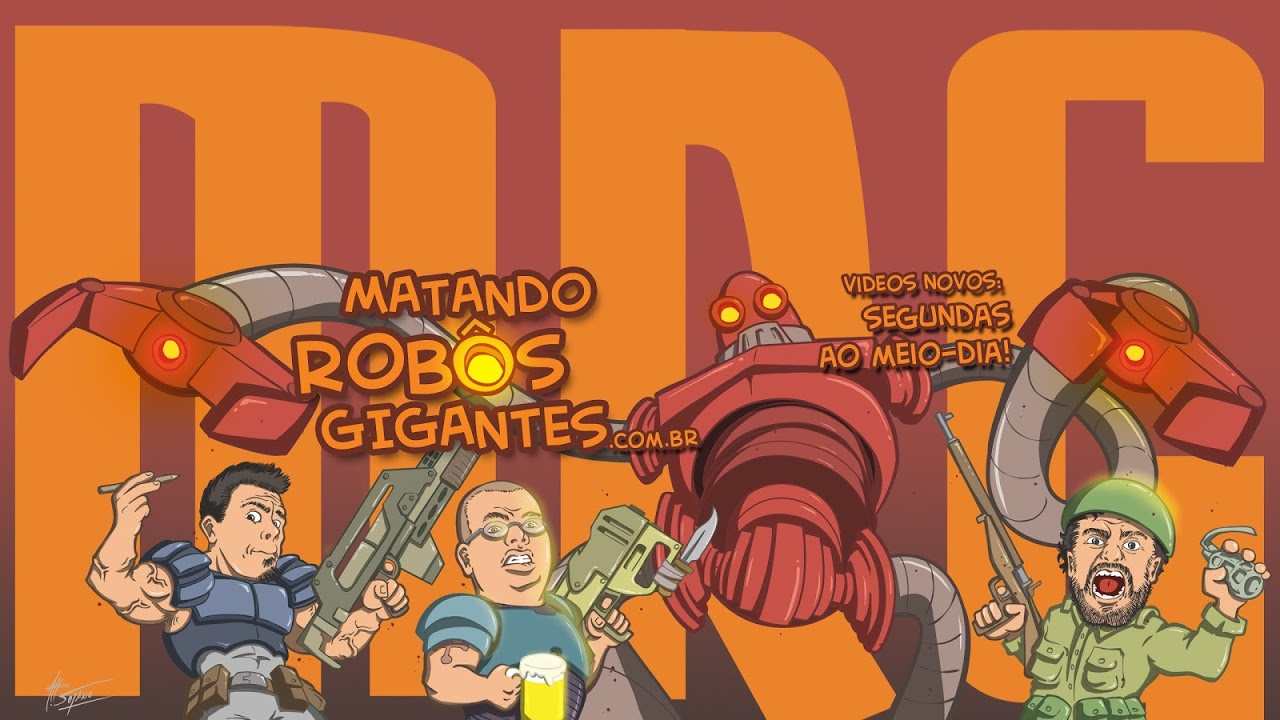 MRG
MATANDO
ROBÔS
GIGANTES.COM.BR
VIDEOS NOVOS:
SEGUNDAS
AO MEIO-DIA!